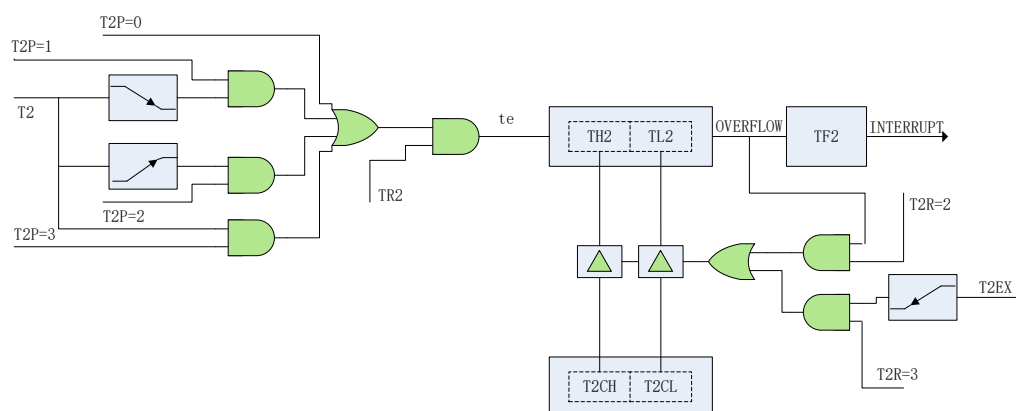 T2P=0
T2P=1
T2
T2P=2
T2P=3
TR2
te
TH2 TL2
OVERFLOW
TF2
INTERRUPT
T2R=2
T2EX
T2R=3
T2CH T2CL